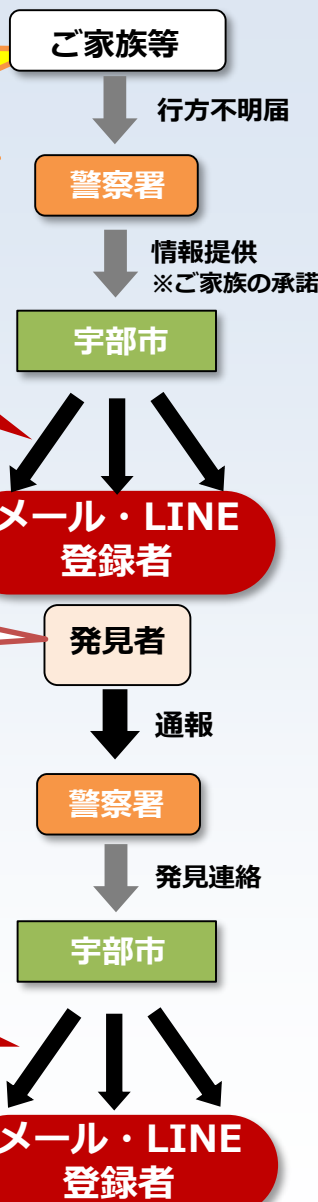 ご家族等
行方不明届
警察署
情報提供
※ご家族の承諾
宇部市
メール・LINE
登録者
発見者
通報
警察署
発見連絡
宇部市
メール・LINE
登録者